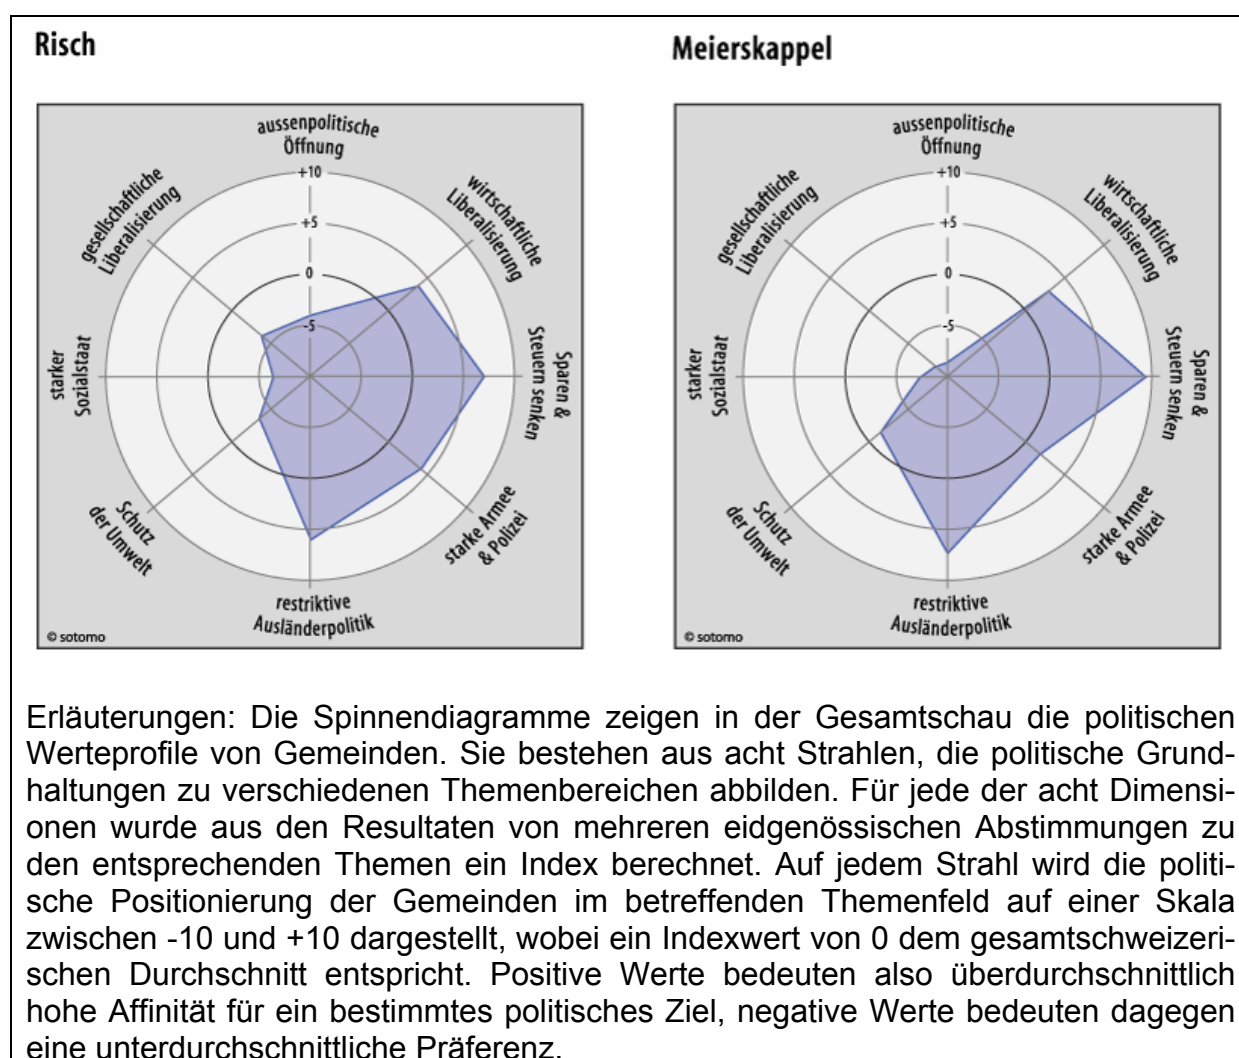 Risch
aussenpolitische
Öffnung
gesellschaftliche
Liberalisierung
wirtschaftliche
Liberalisierung
+10
+5
0
-5
starker
Sozialstaat
Sparen &
Steuern senken
Schutz
der Umwelt
starke Armee
& Polizei
restriktive
Ausländerpolitik
© sotomo
Meierskappel
aussenpolitische
Öffnung
gesellschaftliche
Liberalisierung
wirtschaftliche
Liberalisierung
+10
+5
0
-5
starker
Sozialstaat
Sparen &
Steuern senken
Schutz
der Umwelt
starke Armee
& Polizei
restriktive
Ausländerpolitik
© sotomo
Erläuterungen: Die Spinnendiagramme zeigen in der Gesamtschau die politischen
Werteprofile von Gemeinden. Sie bestehen aus acht Strahlen, die politische Grund-
haltungen zu verschiedenen Themenbereichen abbilden. Für jede der acht Dimensi-
onen wurde aus den Resultaten von mehreren eidgenössischen Abstimmungen zu
den entsprechenden Themen ein Index berechnet. Auf jedem Strahl wird die politi-
sche Positionierung der Gemeinden im betreffenden Themenfeld auf einer Skala
zwischen -10 und +10 dargestellt, wobei ein Indexwert von 0 dem gesamtschweizeri-
schen Durchschnitt entspricht. Positive Werte bedeuten also überdurchschnittlich
hohe Affinität für ein bestimmtes politisches Ziel, negative Werte bedeuten dagegen
eine unterdurchschnittliche Präferenz.